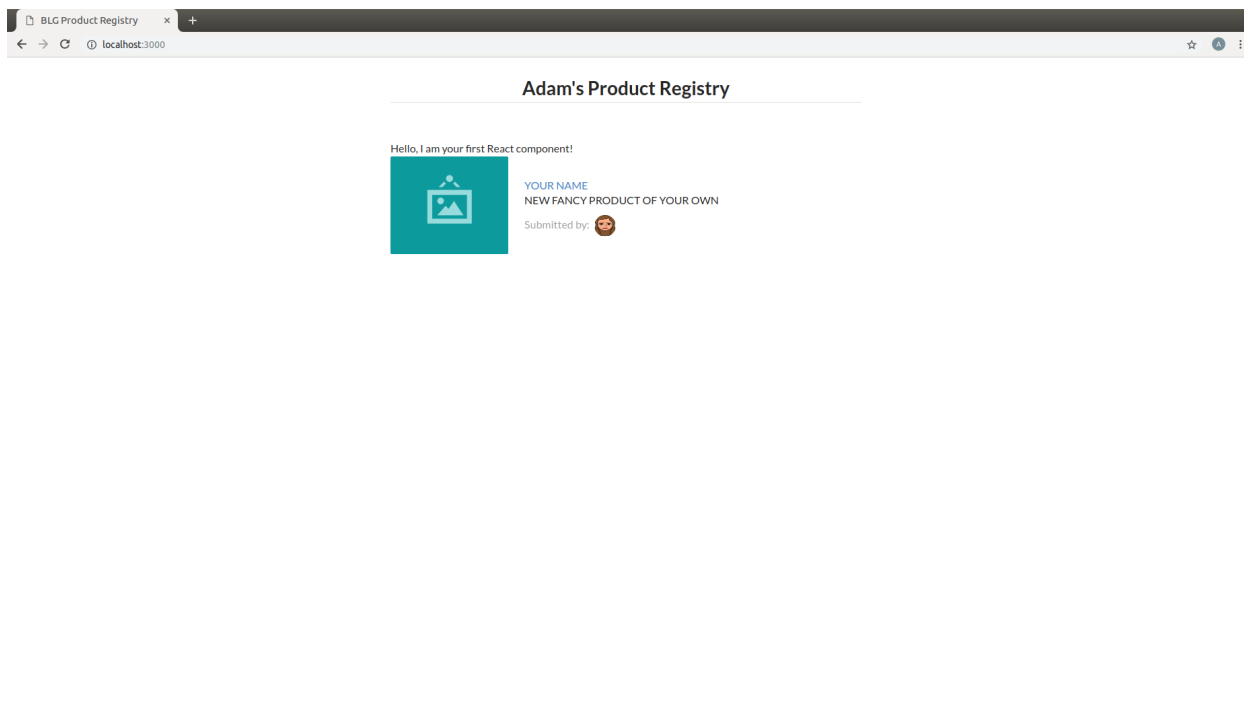 BLG Product Registry
localhost:3000
A
Adam's Product Registry
Hello, I am your first React component!
YOUR NAME
NEW FANCY PRODUCT OF YOUR OWN
Submitted by: